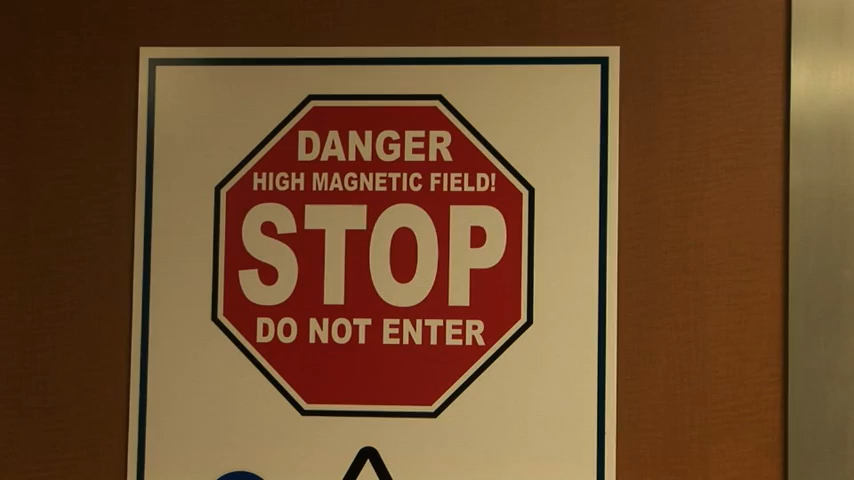 DANGER
HIGH MAGNETIC FIELD!
STOP
DO NOT ENTER